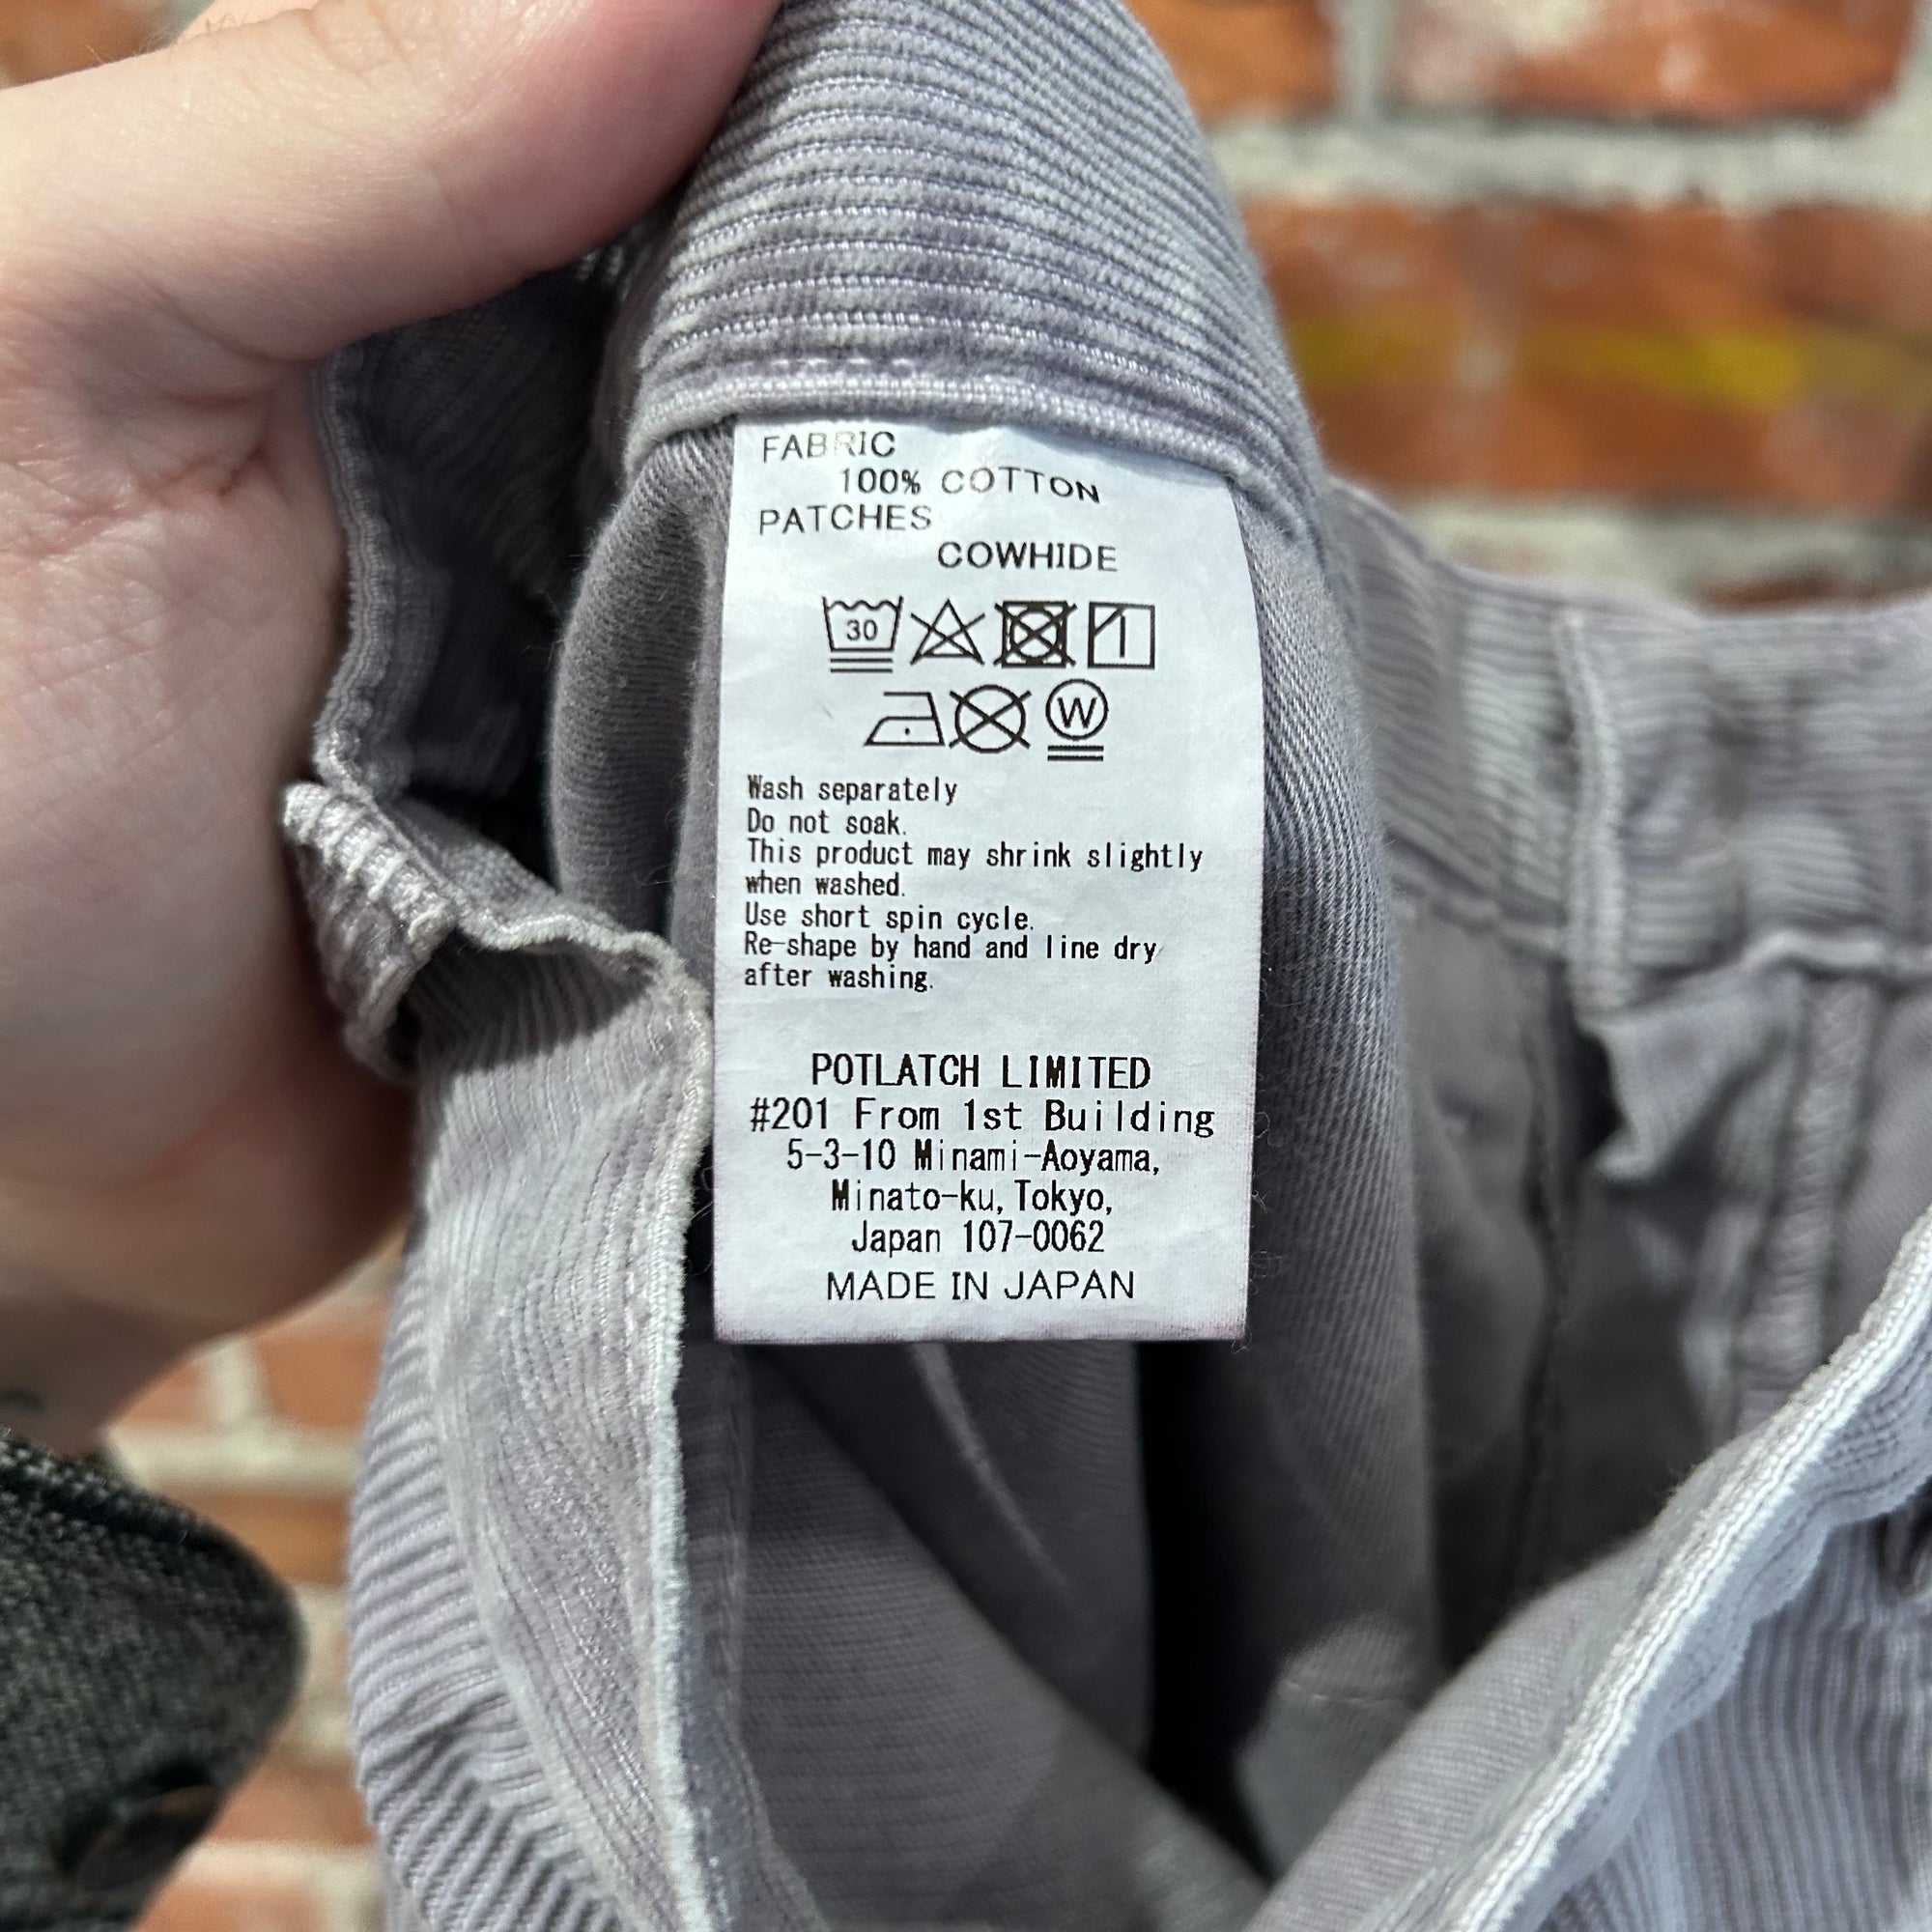 FABRIC
100% COTTON
PATCHES
COWHIDE
30
W
Wash separately
Do not soak.
This product may shrink slightly
when washed.
Use short spin cycle.
Re-shape by hand and line dry
after washing.
POTLATCH LIMITED
#201 From 1st Building
5-3-10 Minami-Aoyama,
Minato-ku, Tokyo,
Japan 107-0062
MADE IN JAPAN